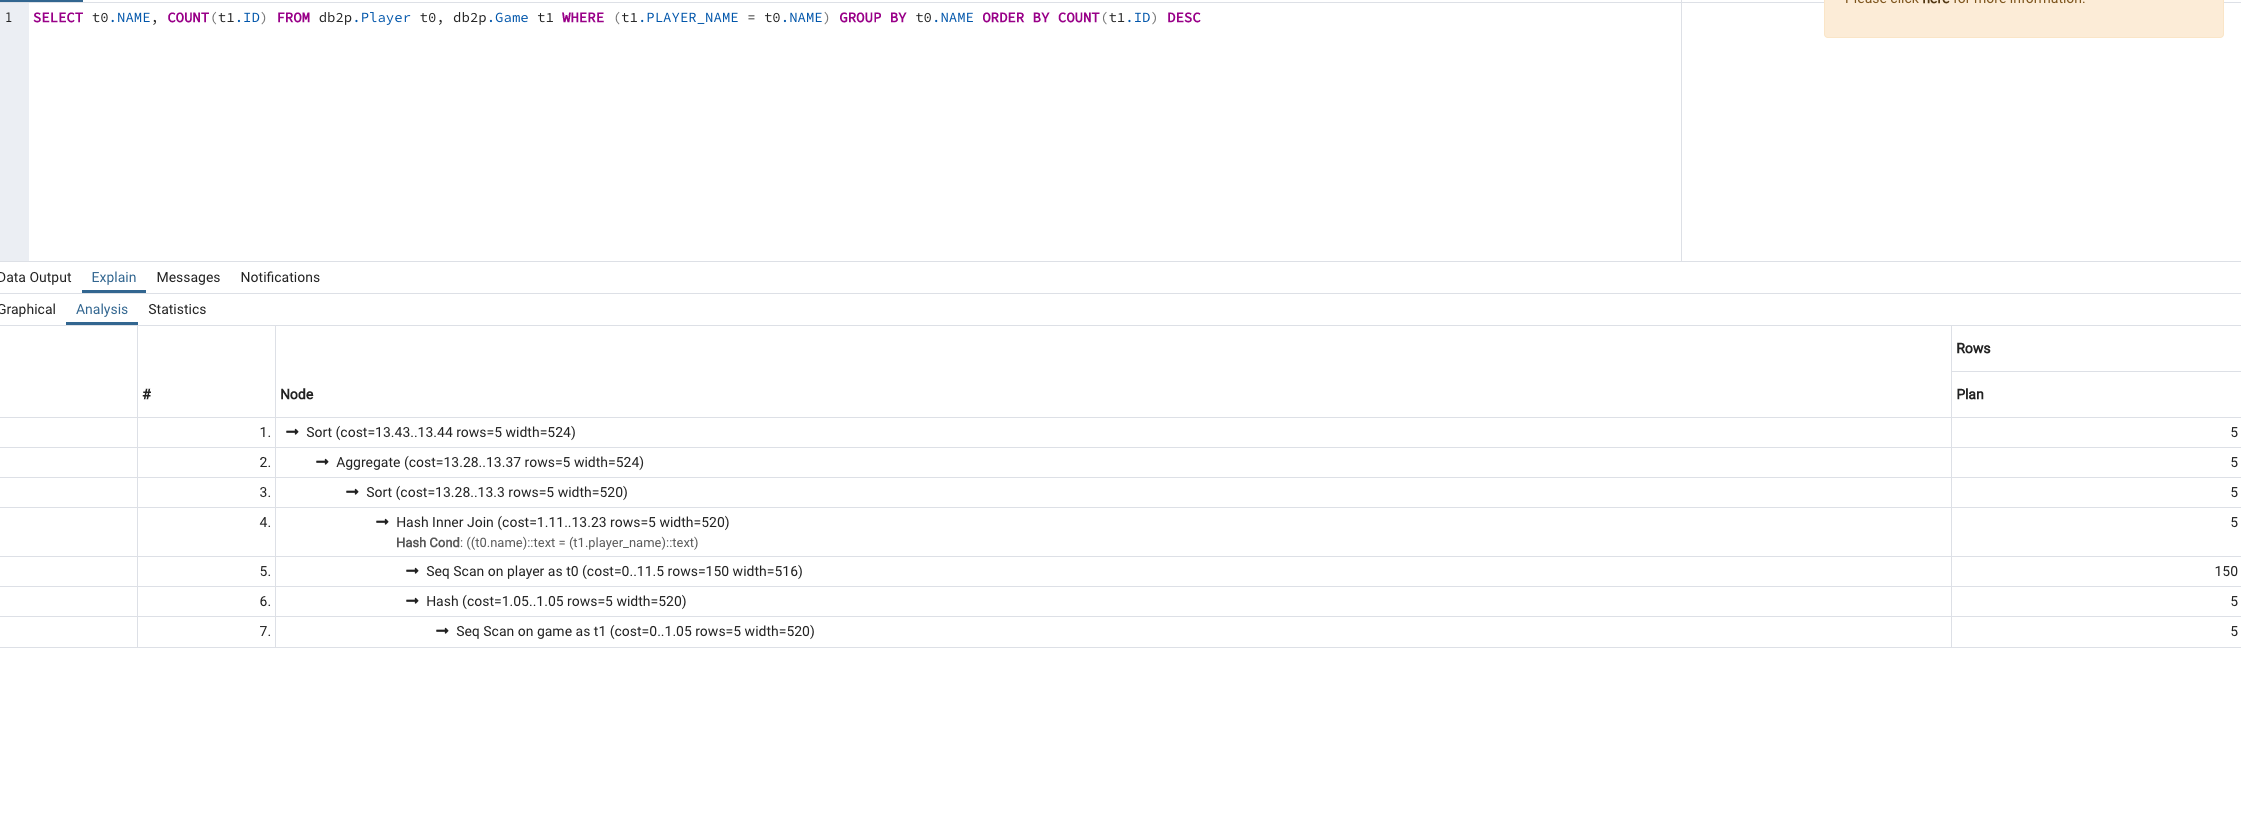 Please click here for more information.
1 SELECT t0.NAME, COUNT(t1.ID) FROM db2p.Player t0, db2p.Game t1 WHERE (t1.PLAYER_NAME = t0.NAME) GROUP BY t0.NAME ORDER BY COUNT(t1.ID) DESC
Data Output Explain Messages Notifications
Graphical Analysis Statistics
Rows
# Node Plan
1. → Sort (cost=13.43..13.44 rows=5 width=524) 5
2. → Aggregate (cost=13.28..13.37 rows=5 width=524) 5
3. → Sort (cost=13.28..13.3 rows=5 width=520) 5
4. → Hash Inner Join (cost=1.11..13.23 rows=5 width=520) 5
Hash Cond: ((t0.name)::text = (t1.player_name)::text)
5. → Seq Scan on player as t0 (cost=0..11.5 rows=150 width=516) 150
6. → Hash (cost=1.05..1.05 rows=5 width=520) 5
7. → Seq Scan on game as t1 (cost=0..1.05 rows=5 width=520) 5